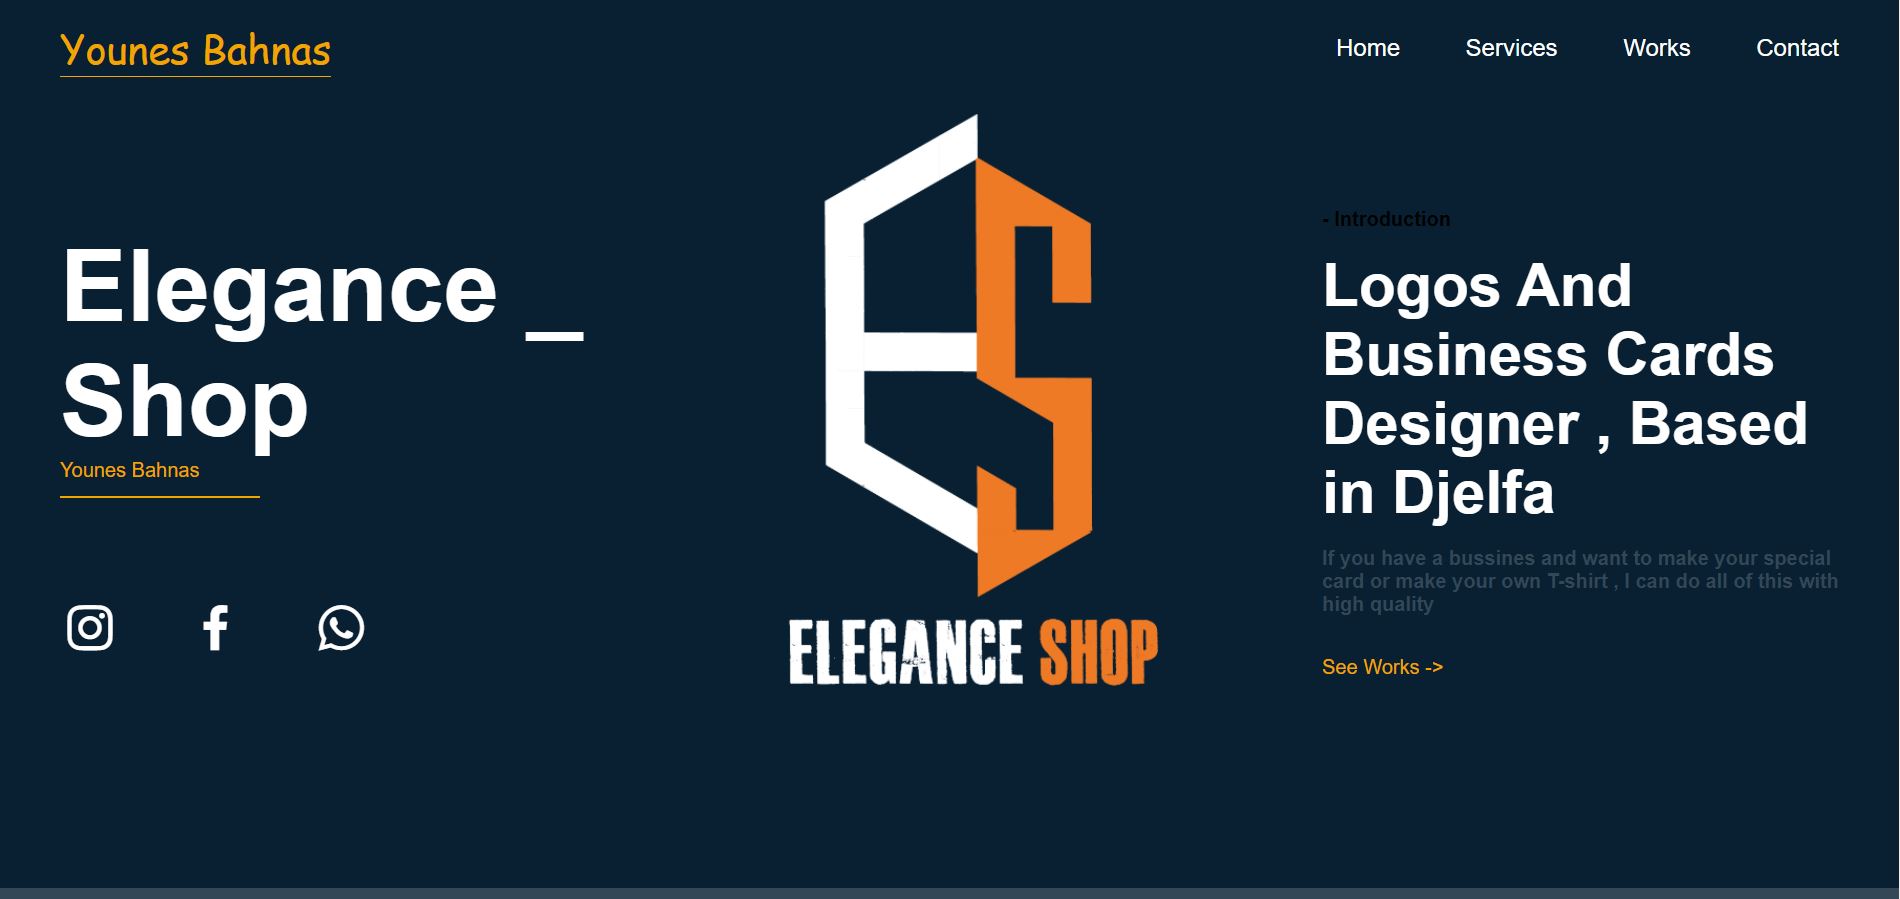 Younes Bahnas
Home Services Works Contact
Elegance _
Shop
Younes Bahnas
ELEGANCE SHOP
- Introduction
Logos And
Business Cards
Designer , Based
in Djelfa
If you have a bussines and want to make your special
card or make your own T-shirt , I can do all of this with
high quality
See Works ->